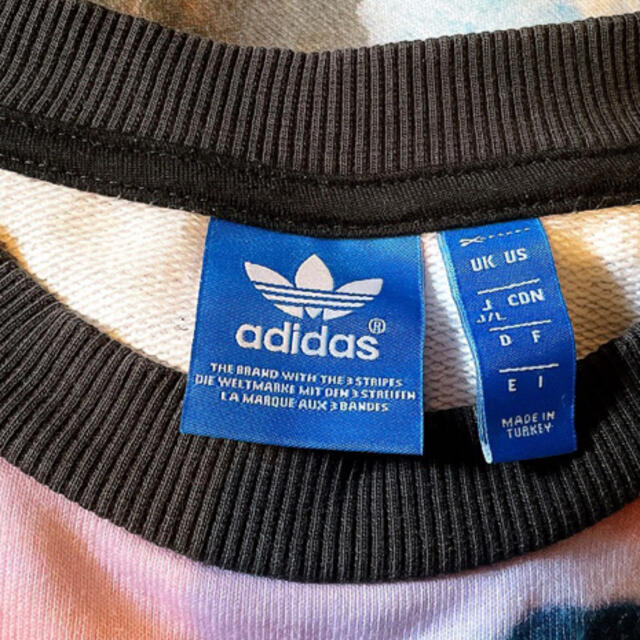 adidas®
THE BRAND WITH THE 3 STRIPES
DIE WELTMARKE MIT DEN 3 STREIFEN
LA MARQUE AUX 3 BANDES
UK US
J CDN
J/L
D F
E I
MADE IN
TURKEY